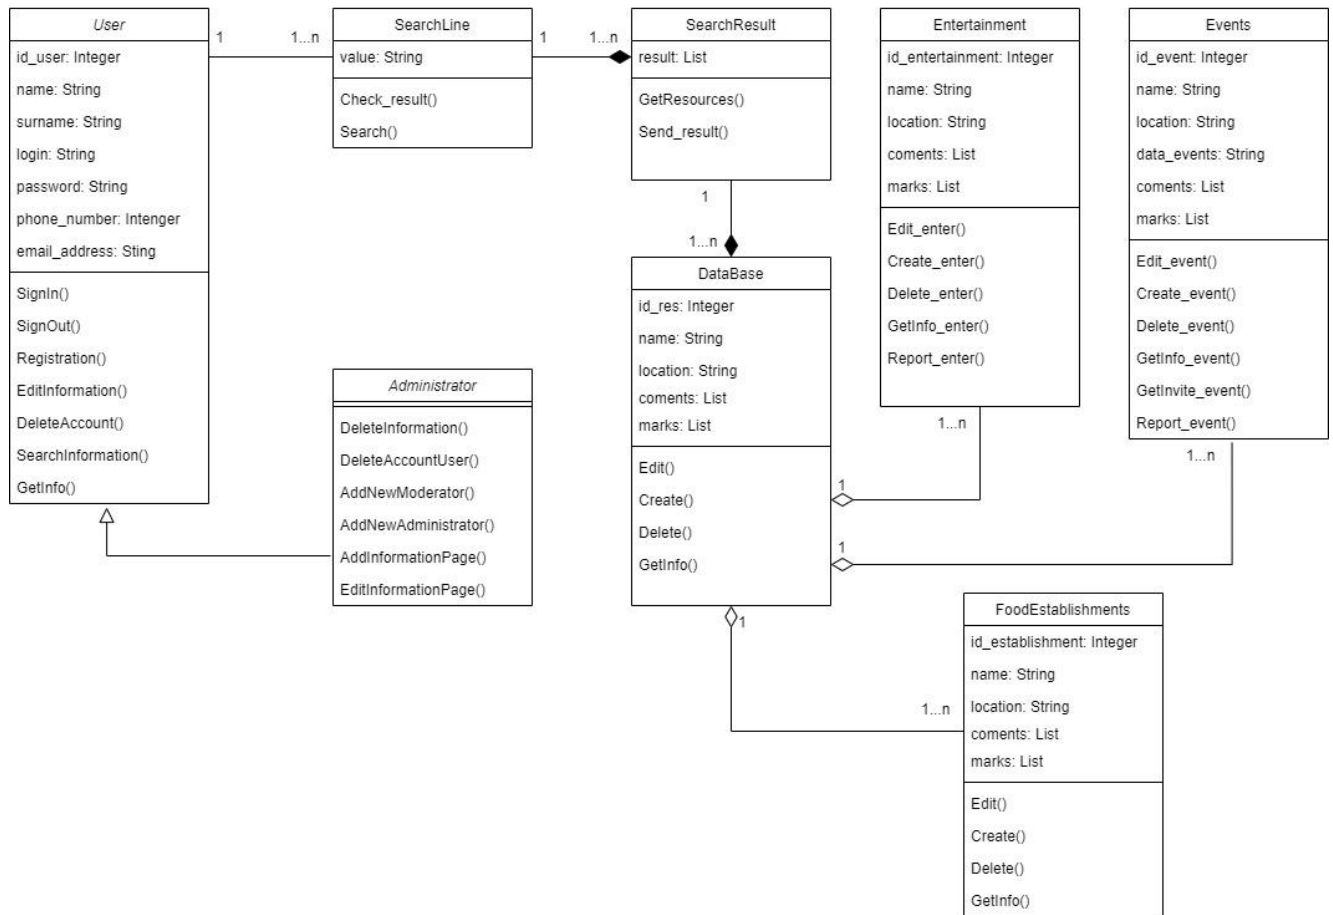 User
id_user: Integer
name: String
surname: String
login: String
password: String
phone_number: Intenger
email_address: Sting
SignIn()
SignOut()
Registration()
EditInformation()
DeleteAccount()
SearchInformation()
GetInfo()
1
1...n
SearchLine
value: String
Check_result()
Search()
1
1...n
SearchResult
result: List
GetResources()
Send_result()
1
1...n
Entertainment
id_entertainment: Integer
name: String
location: String
coments: List
marks: List
Edit_enter()
Create_enter()
Delete_enter()
GetInfo_enter()
Report_enter()
1...n
Events
id_event: Integer
name: String
location: String
data_events: String
coments: List
marks: List
Edit_event()
Create_event()
Delete_event()
GetInfo_event()
GetInvite_event()
Report_event()
1...n
Administrator
DeleteInformation()
DeleteAccountUser()
AddNewModerator()
AddNewAdministrator()
AddInformationPage()
EditInformationPage()
DataBase
id_res: Integer
name: String
location: String
coments: List
marks: List
Edit()
Create()
Delete()
GetInfo()
1
1
1
1...n
FoodEstablishments
id_establishment: Integer
name: String
location: String
coments: List
marks: List
Edit()
Create()
Delete()
GetInfo()